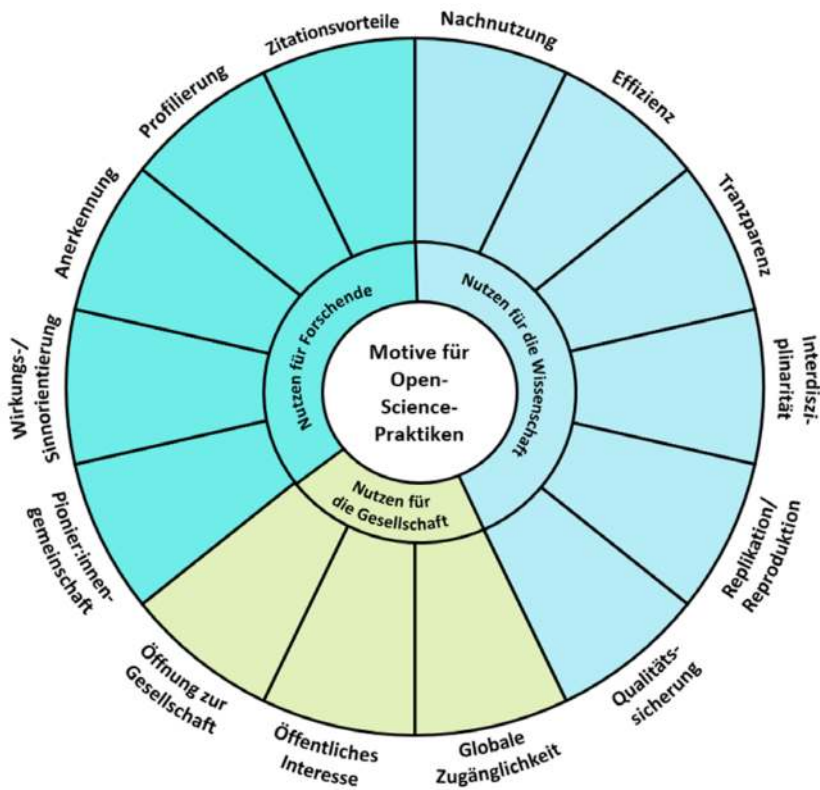 Motive für
Open-
Science-
Praktiken
Nutzen für die Wissenschaft
Nachnutzung
Effizienz
Tranzparenz
Interdiszi-
plinarität
Replikation/
Reproduktion
Qualitäts-
sicherung
Nutzen für
die Gesellschaft
Globale
Zugänglichkeit
Öffentliches
Interesse
Öffnung zur
Gesellschaft
Nutzen für Forschende
Pionier:innen-
gemeinschaft
Wirkungs-/
Sinnorientierung
Anerkennung
Profilierung
Zitationsvorteile